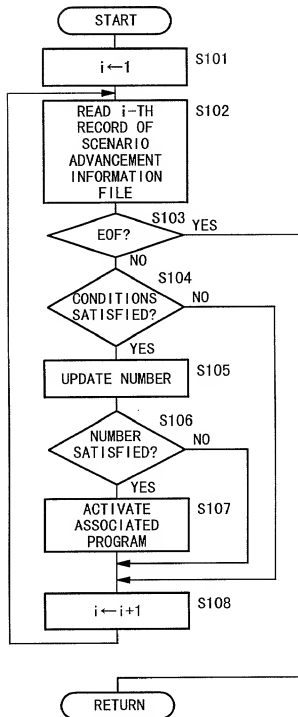 START
i←1
S101
READ i-TH
RECORD OF
SCENARIO
ADVANCEMENT
INFORMATION
FILE
S102
EOF?
S103
YES
NO
CONDITIONS
SATISFIED?
S104
NO
YES
UPDATE NUMBER
S105
NUMBER
SATISFIED?
S106
NO
YES
ACTIVATE
ASSOCIATED
PROGRAM
S107
i←i+1
S108
RETURN